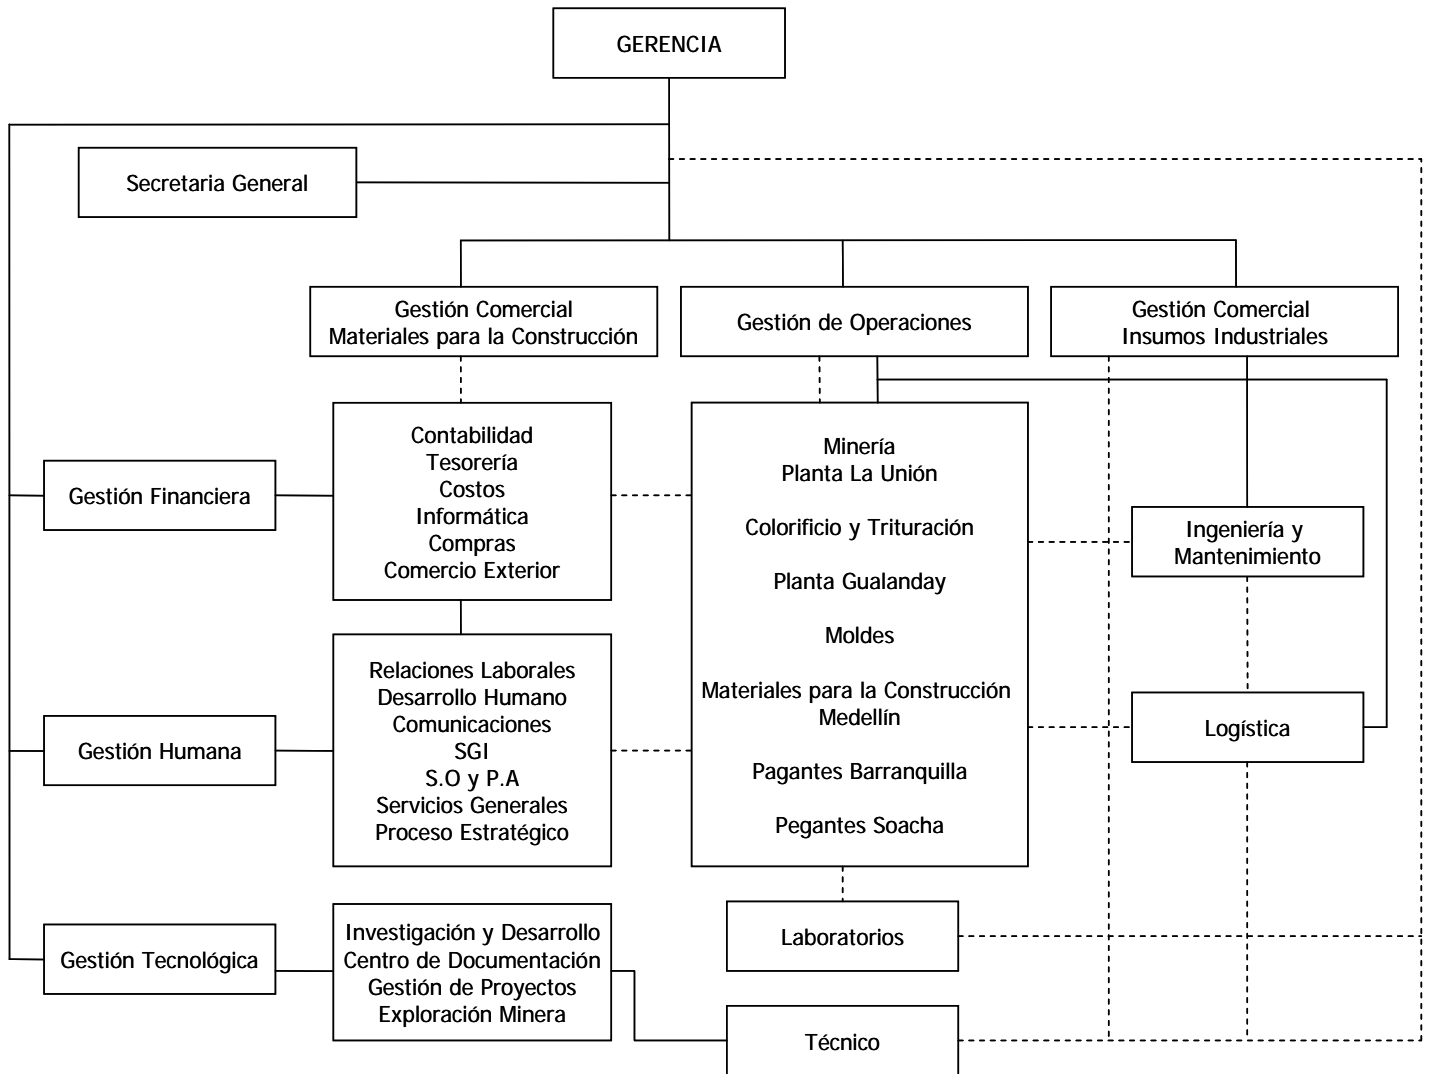 GERENCIA
Secretaria General
Gestión Comercial
Materiales para la Construcción
Gestión de Operaciones
Gestión Comercial
Insumos Industriales
Gestión Financiera
Contabilidad
Tesorería
Costos
Informática
Compras
Comercio Exterior
Minería
Planta La Unión
Colorificio y Trituración
Planta Gualanday
Moldes
Materiales para la Construcción
Medellín
Pagantes Barranquilla
Pegantes Soacha
Ingeniería y
Mantenimiento
Gestión Humana
Relaciones Laborales
Desarrollo Humano
Comunicaciones
SGI
S.O y P.A
Servicios Generales
Proceso Estratégico
Logística
Gestión Tecnológica
Investigación y Desarrollo
Centro de Documentación
Gestión de Proyectos
Exploración Minera
Laboratorios
Técnico